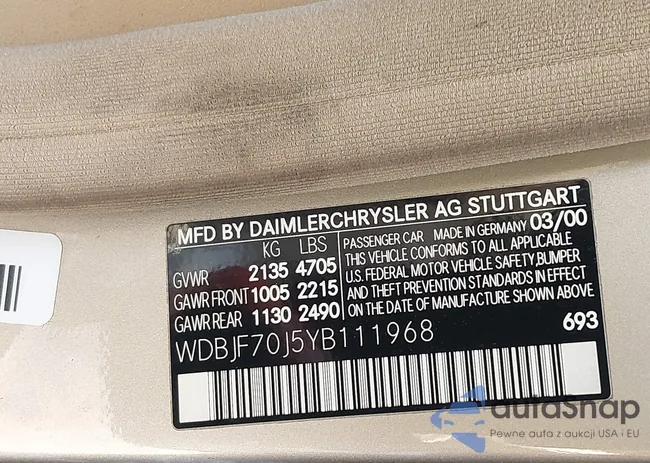 MFD BY DAIMLERCHRYSLER AG STUTTGART
KG LBS
GVWR 2135 4705
GAWR FRONT 1005 2215
GAWR REAR 1130 2490
PASSENGER CAR MADE IN GERMANY 03/00
THIS VEHICLE CONFORMS TO ALL APPLICABLE
U.S. FEDERAL MOTOR VEHICLE SAFETY, BUMPER
AND THEFT PREVENTION STANDARDS IN EFFECT
ON THE DATE OF MANUFACTURE SHOWN ABOVE
693
WDBJF70J5YB111968
autaSnap
Pewne auta z aukcji USA i EU